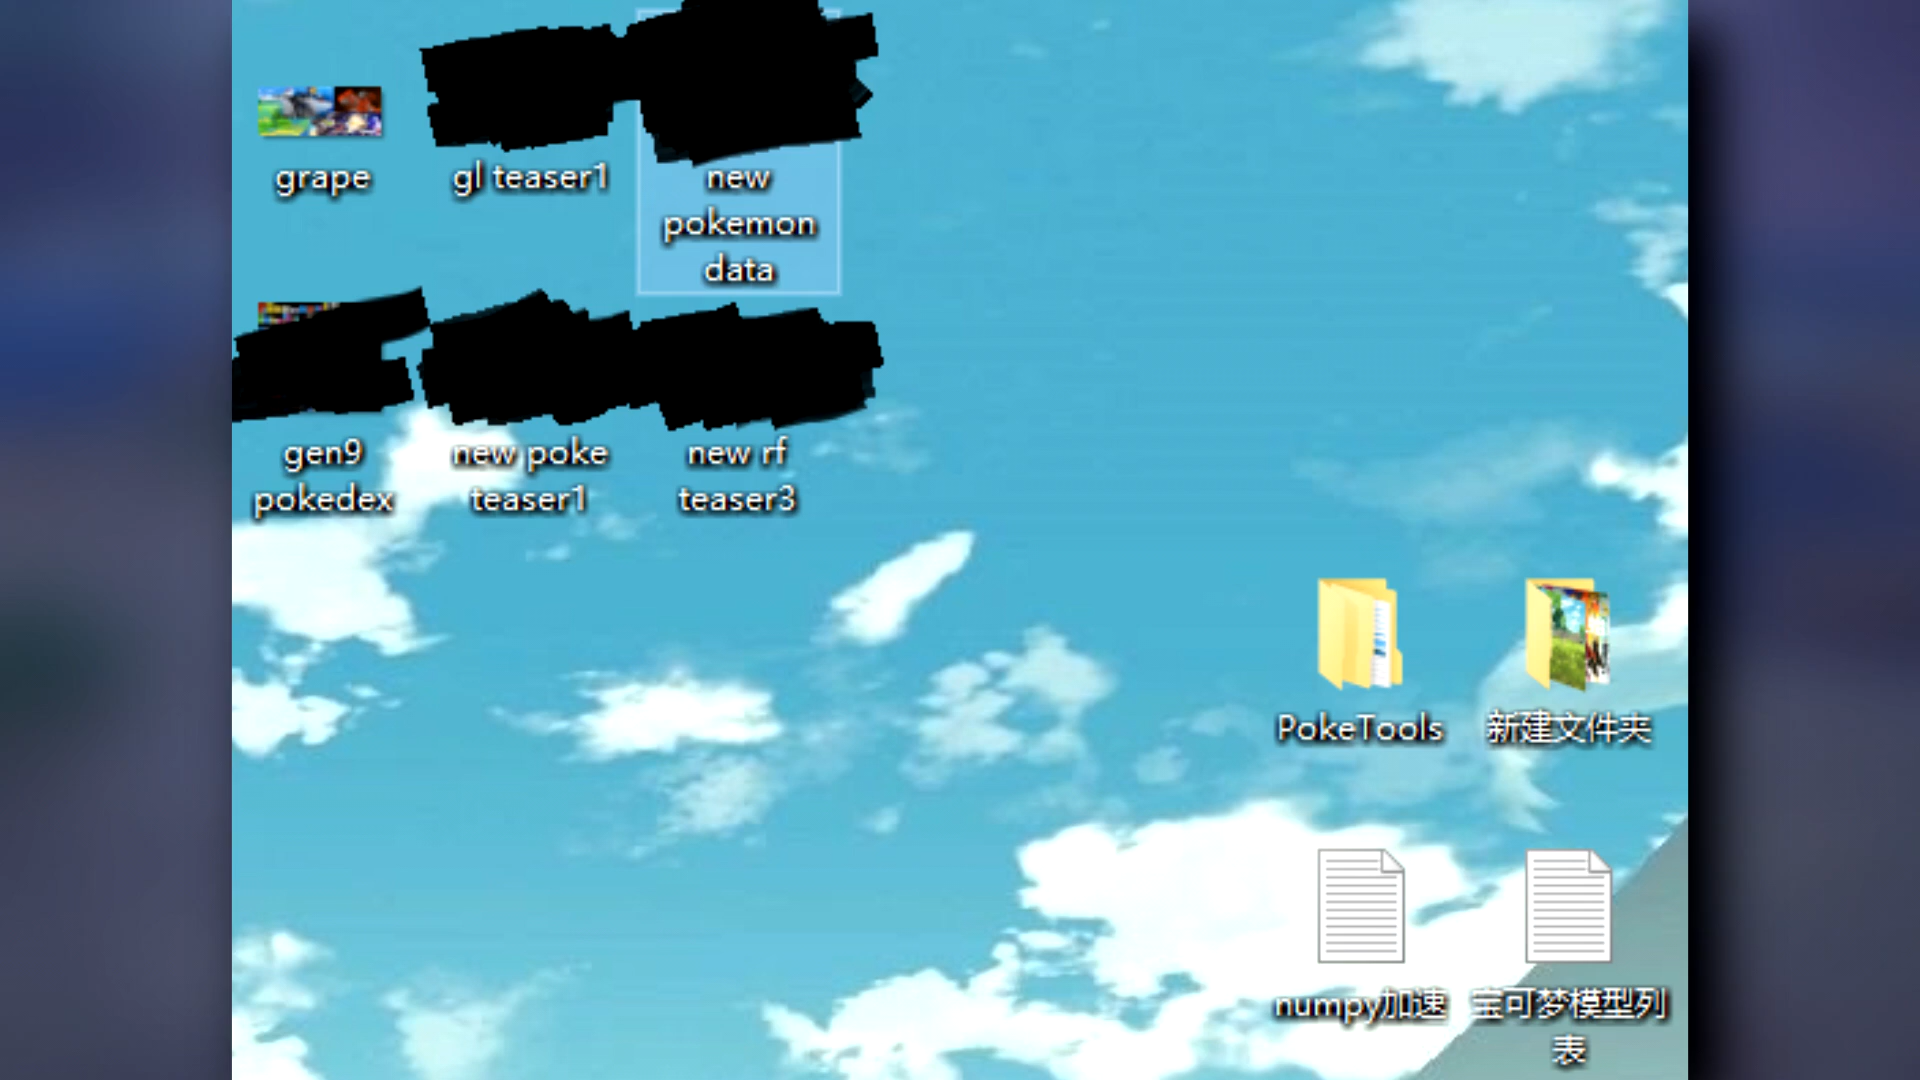 grape
gl teaser1
new
pokemon
data
gen9
pokedex
new poke
teaser1
new rf
teaser3
PokeTools
新建文件夹
numpy加速
宝可梦模型列
表